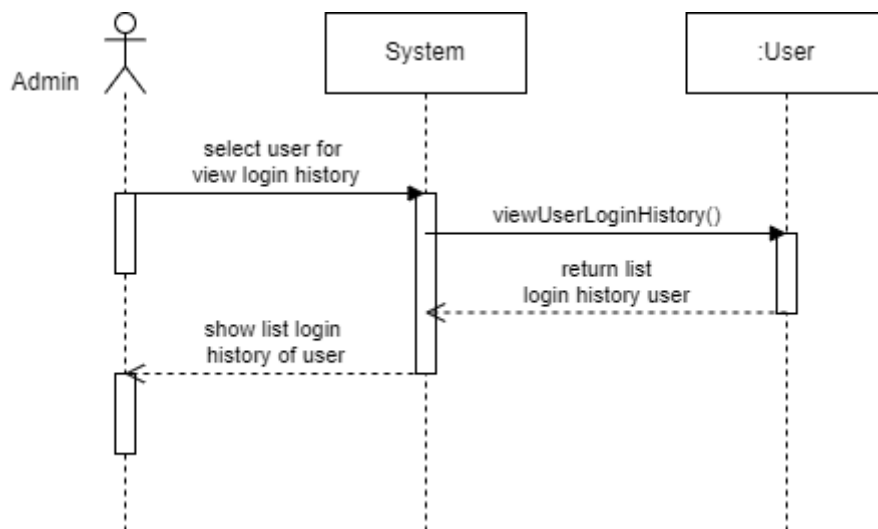 System
:User
Admin
select user for
view login history
viewUserLoginHistory()
return list
login history user
show list login
history of user